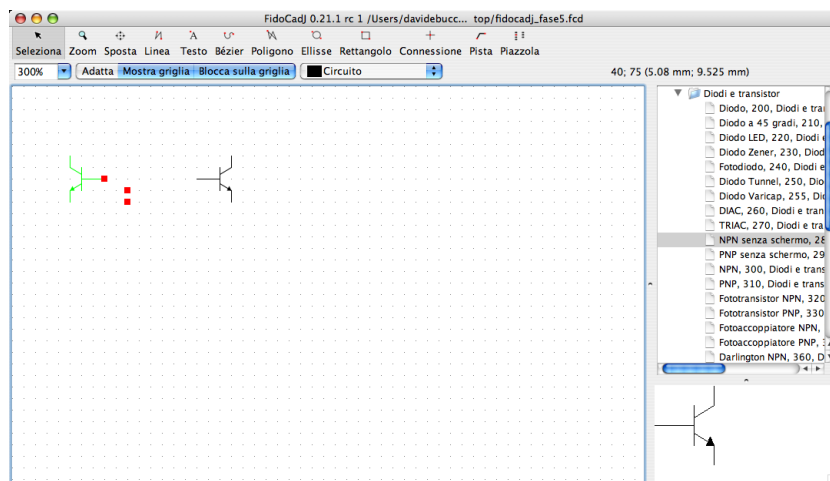 FidoCadJ 0.21.1 rc 1 /Users/davidebucc... top/fidocadj_fase5.fcd
Seleziona Zoom Sposta Linea Testo Bézier Poligono Ellisse Rettangolo Connessione Pista Piazzola
300% Adatta Mostra griglia Blocca sulla griglia Circuito 40; 75 (5.08 mm; 9.525 mm)
Diodi e transistor
Diodo, 200, Diodi e tra
Diodo a 45 gradi, 210,
Diodo LED, 220, Diodi
Diodo Zener, 230, Diod
Fotodiodo, 240, Diodi e
Diodo Tunnel, 250, Dio
Diodo Varicap, 255, Di
DIAC, 260, Diodi e tran
TRIAC, 270, Diodi e tra
NPN senza schermo, 28
PNP senza schermo, 29
NPN, 300, Diodi e trans
PNP, 310, Diodi e trans
Fototransistor NPN, 320
Fototransistor PNP, 330
Fotoaccoppiatore NPN,
Fotoaccoppiatore PNP,
Darlington NPN, 360, D